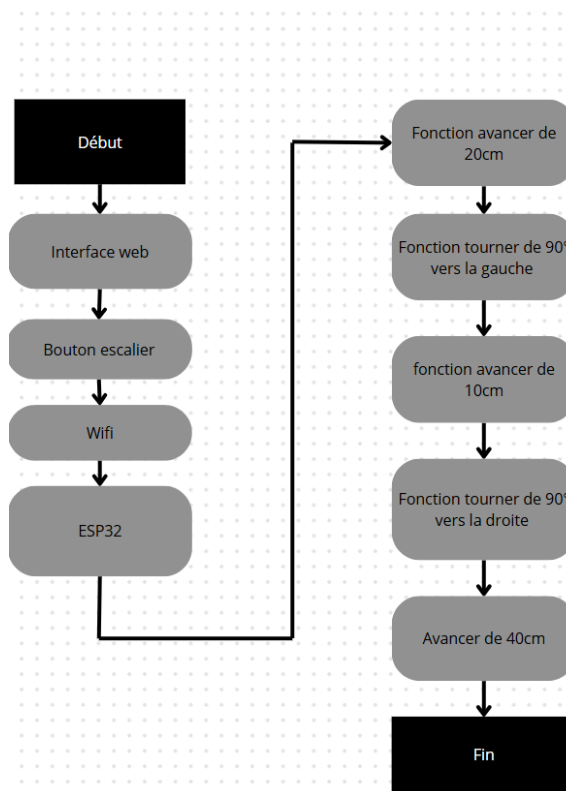 Début
Interface web
Bouton escalier
Wifi
ESP32
Fonction avancer de
20cm
Fonction tourner de 90°
vers la gauche
fonction avancer de
10cm
Fonction tourner de 90°
vers la droite
Avancer de 40cm
Fin